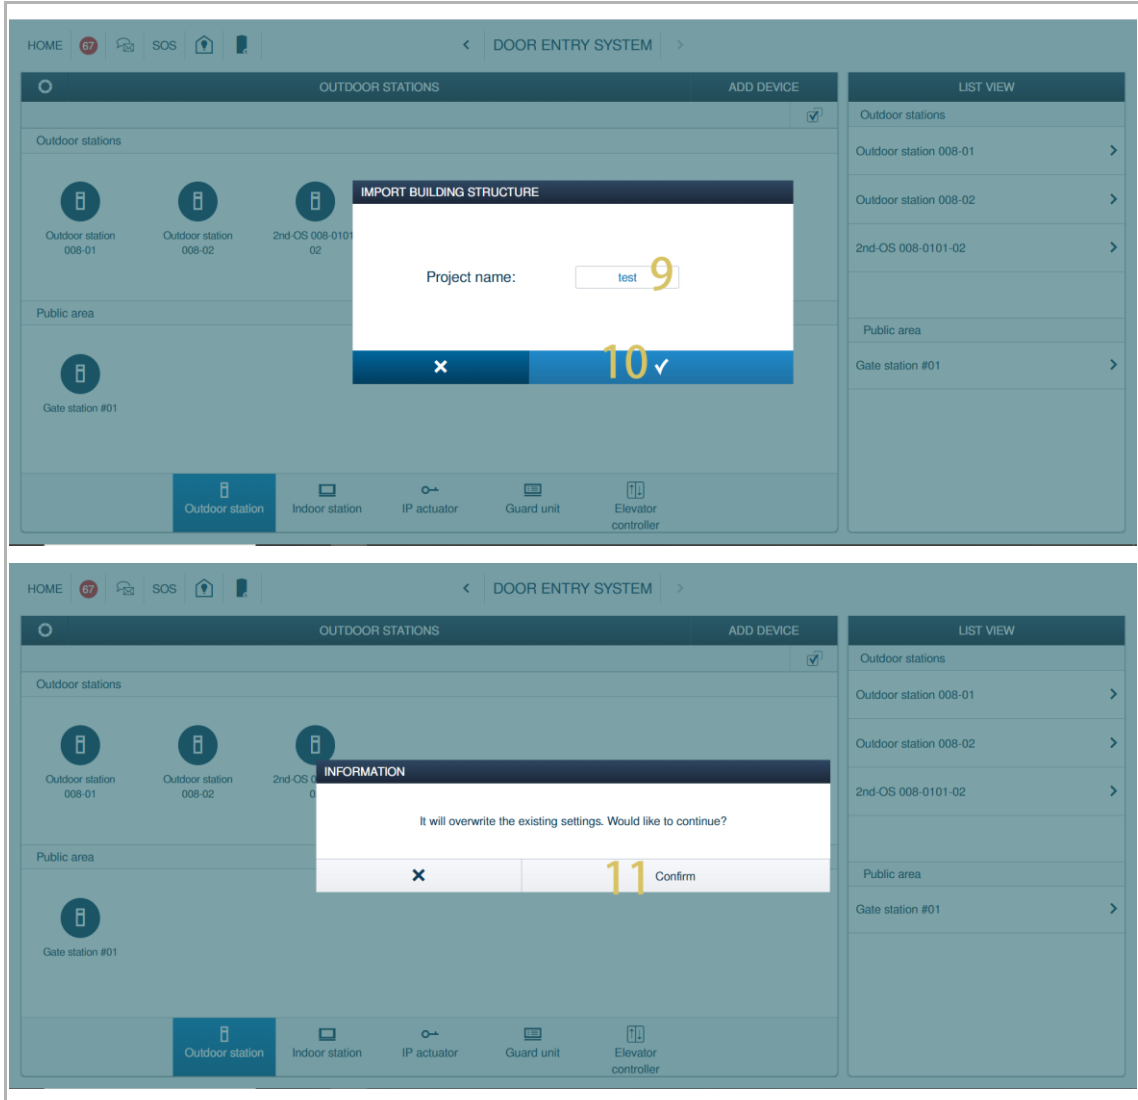 HOME 67 SOS < DOOR ENTRY SYSTEM >
OUTDOOR STATIONS ADD DEVICE
Outdoor stations
Outdoor station
008-01
Outdoor station
008-02
2nd-OS 008-0101
02
Public area
Gate station #01
IMPORT BUILDING STRUCTURE
Project name: test 9
10
Outdoor station
Indoor station
IP actuator
Guard unit
Elevator
controller
LIST VIEW
Outdoor stations
Outdoor station 008-01
Outdoor station 008-02
2nd-OS 008-0101-02
Public area
Gate station #01
HOME 67 SOS < DOOR ENTRY SYSTEM >
OUTDOOR STATIONS ADD DEVICE
Outdoor stations
Outdoor station
008-01
Outdoor station
008-02
2nd-OS 0
0
Public area
Gate station #01
INFORMATION
It will overwrite the existing settings. Would like to continue?
11 Confirm
Outdoor station
Indoor station
IP actuator
Guard unit
Elevator
controller
LIST VIEW
Outdoor stations
Outdoor station 008-01
Outdoor station 008-02
2nd-OS 008-0101-02
Public area
Gate station #01